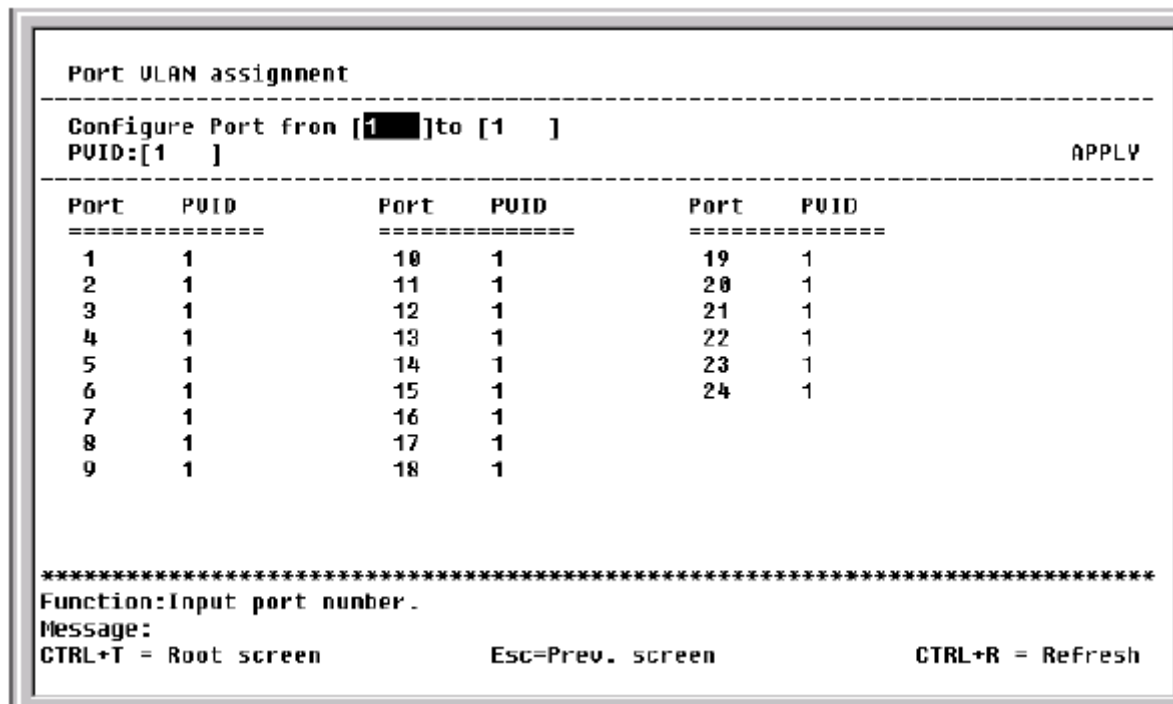 Port VLAN assignment
--------------------------------------------------------------------------------
Configure Port from [1   ]to [1   ]
PVID:[1   ] APPLY
--------------------------------------------------------------------------------
Port PVID Port PVID Port PVID
============== ============== ==============
1 1 10 1 19 1
2 1 11 1 20 1
3 1 12 1 21 1
4 1 13 1 22 1
5 1 14 1 23 1
6 1 15 1 24 1
7 1 16 1
8 1 17 1
9 1 18 1
********************************************************************************
Function:Input port number.
Message:
CTRL+T = Root screen Esc=Prev. screen CTRL+R = Refresh